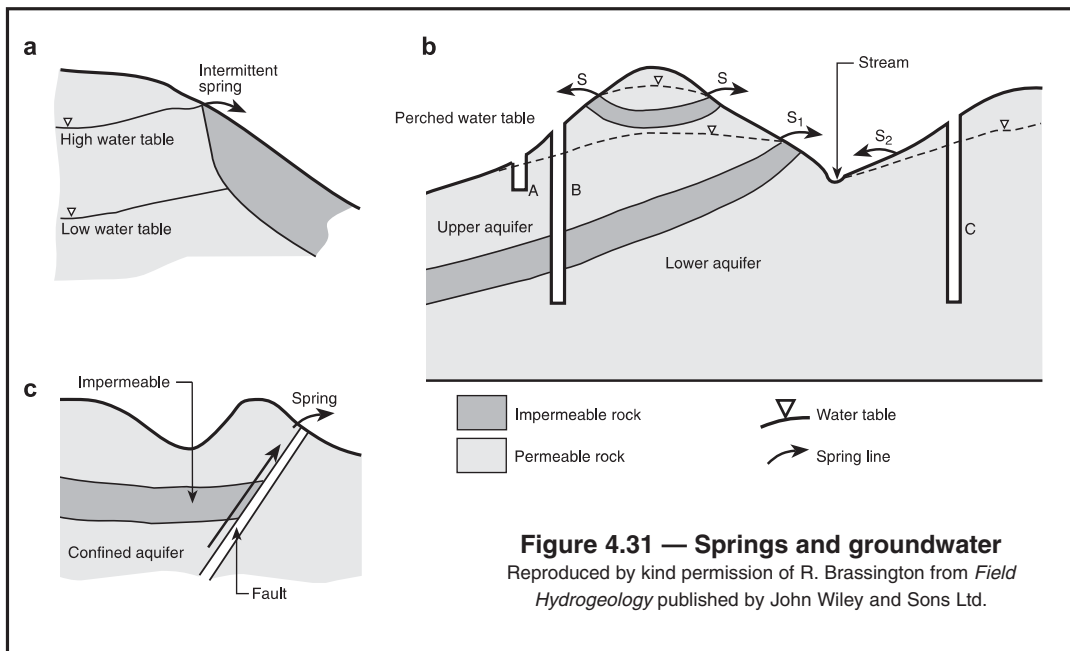 a
Intermittent
spring
High water table
Low water table
b
S
S
Stream
Perched water table
S₁
S₂
A
B
C
Upper aquifer
Lower aquifer
c
Impermeable
Spring
Confined aquifer
Fault
Impermeable rock
Water table
Permeable rock
Spring line
Figure 4.31 — Springs and groundwater
Reproduced by kind permission of R. Brassington from Field
Hydrogeology published by John Wiley and Sons Ltd.